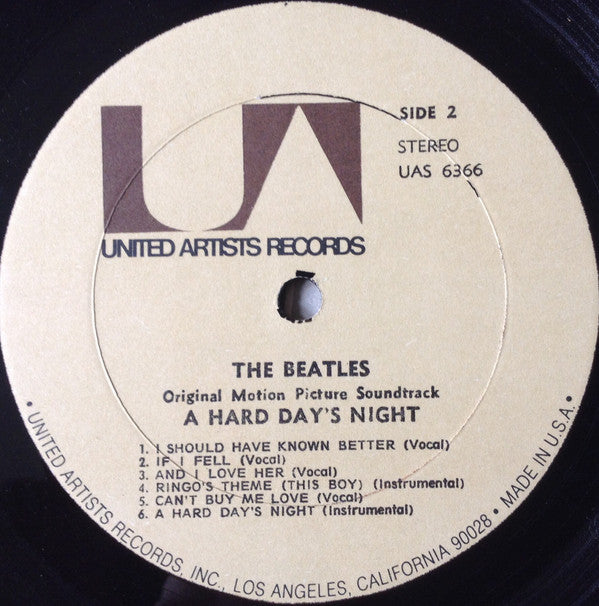 UA
SIDE 2
STEREO
UAS 6366
UNITED ARTISTS RECORDS
THE BEATLES
Original Motion Picture Soundtrack
A HARD DAY'S NIGHT
1. I SHOULD HAVE KNOWN BETTER (Vocal)
2. IF I FELL (Vocal)
3. AND I LOVE HER (Vocal)
4. RINGO'S THEME (THIS BOY) (Instrumental)
5. CAN'T BUY ME LOVE (Vocal)
6. A HARD DAY'S NIGHT (Instrumental)
• UNITED ARTISTS RECORDS, INC., LOS ANGELES, CALIFORNIA 90028 • MADE IN U.S.A. •